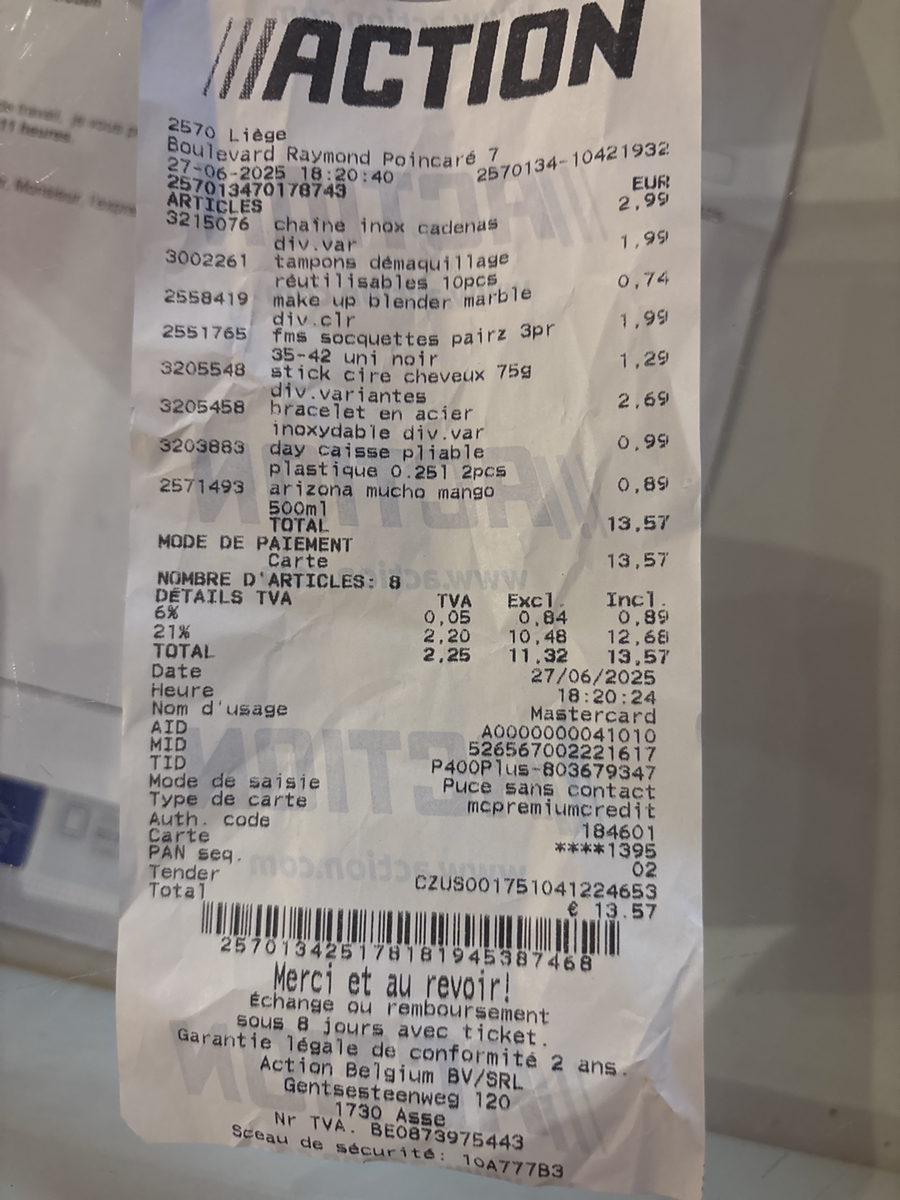 ///ACTION
2570 Liège
Boulevard Raymond Poincaré 7
27-06-2025 18:20:40 2570134-10421932
257013470178743 EUR
ARTICLES 2,99
3215076 chaîne inox cadenas
div.var 1,99
3002261 tampons démaquillage
réutilisables 10pcs 0,74
2558419 make up blender marble
div.clr 1,99
2551765 fms socquettes pairz 3pr
35-42 uni noir 1,29
3205548 stick cire cheveux 75g
div.variantes 2,69
3205458 bracelet en acier
inoxydable div.var 0,99
3203883 day caisse pliable
plastique 0.25l 2pcs
2571493 arizona mucho mango 0,89
500ml
TOTAL 13,57
MODE DE PAIEMENT
Carte 13,57
NOMBRE D'ARTICLES: 8
DÉTAILS TVA TVA Excl. Incl.
6% 0,05 0,84 0,89
21% 2,20 10,48 12,68
TOTAL 2,25 11,32 13,57
Date 27/06/2025
Heure 18:20:24
Nom d'usage Mastercard
AID A0000000041010
MID 526567002221617
TID P400Plus-803679347
Mode de saisie Puce sans contact
Type de carte mcpremiumcredit
Auth. code 184601
Carte ****1395
PAN seq. 02
Tender CZUS001751041224653
Total € 13.57
257013425178181945387468
Merci et au revoir!
Échange ou remboursement
sous 8 jours avec ticket.
Garantie légale de conformité 2 ans.
Action Belgium BV/SRL
Gentsesteenweg 120
1730 Asse
Nr TVA. BE0873975443
Sceau de sécurité: 10A777B3
11 heures.